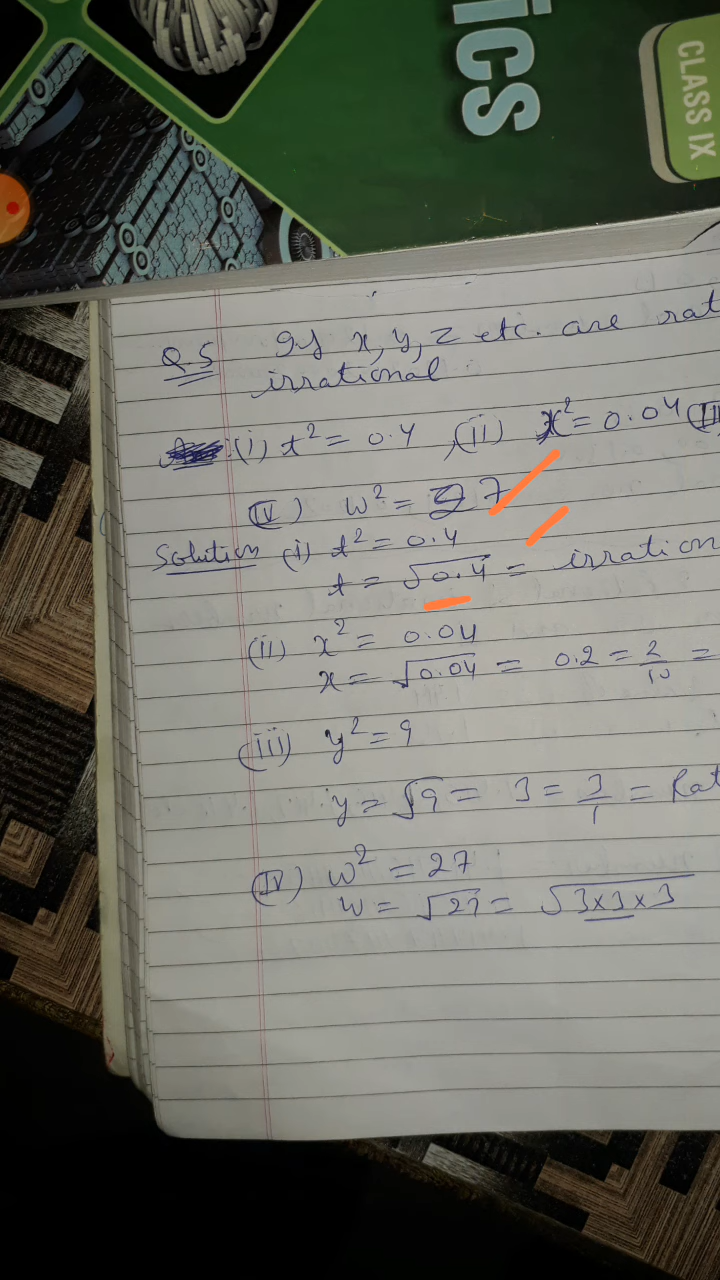 ICS
CLASS IX
Q.5 If x, y, z etc. are rat
irrational
(i) t² = 0.4, (ii) x² = 0.04 (III
(IV) w² = 27
Solution (i) t² = 0.4
t = √0.4 = irration
(ii) x² = 0.04
x = √0.04 = 0.2 = 2/10 =
(iii) y² = 9
y = √9 = 3 = 3/1 = Rat
(IV) w² = 27
w = √27 = √3×3×3